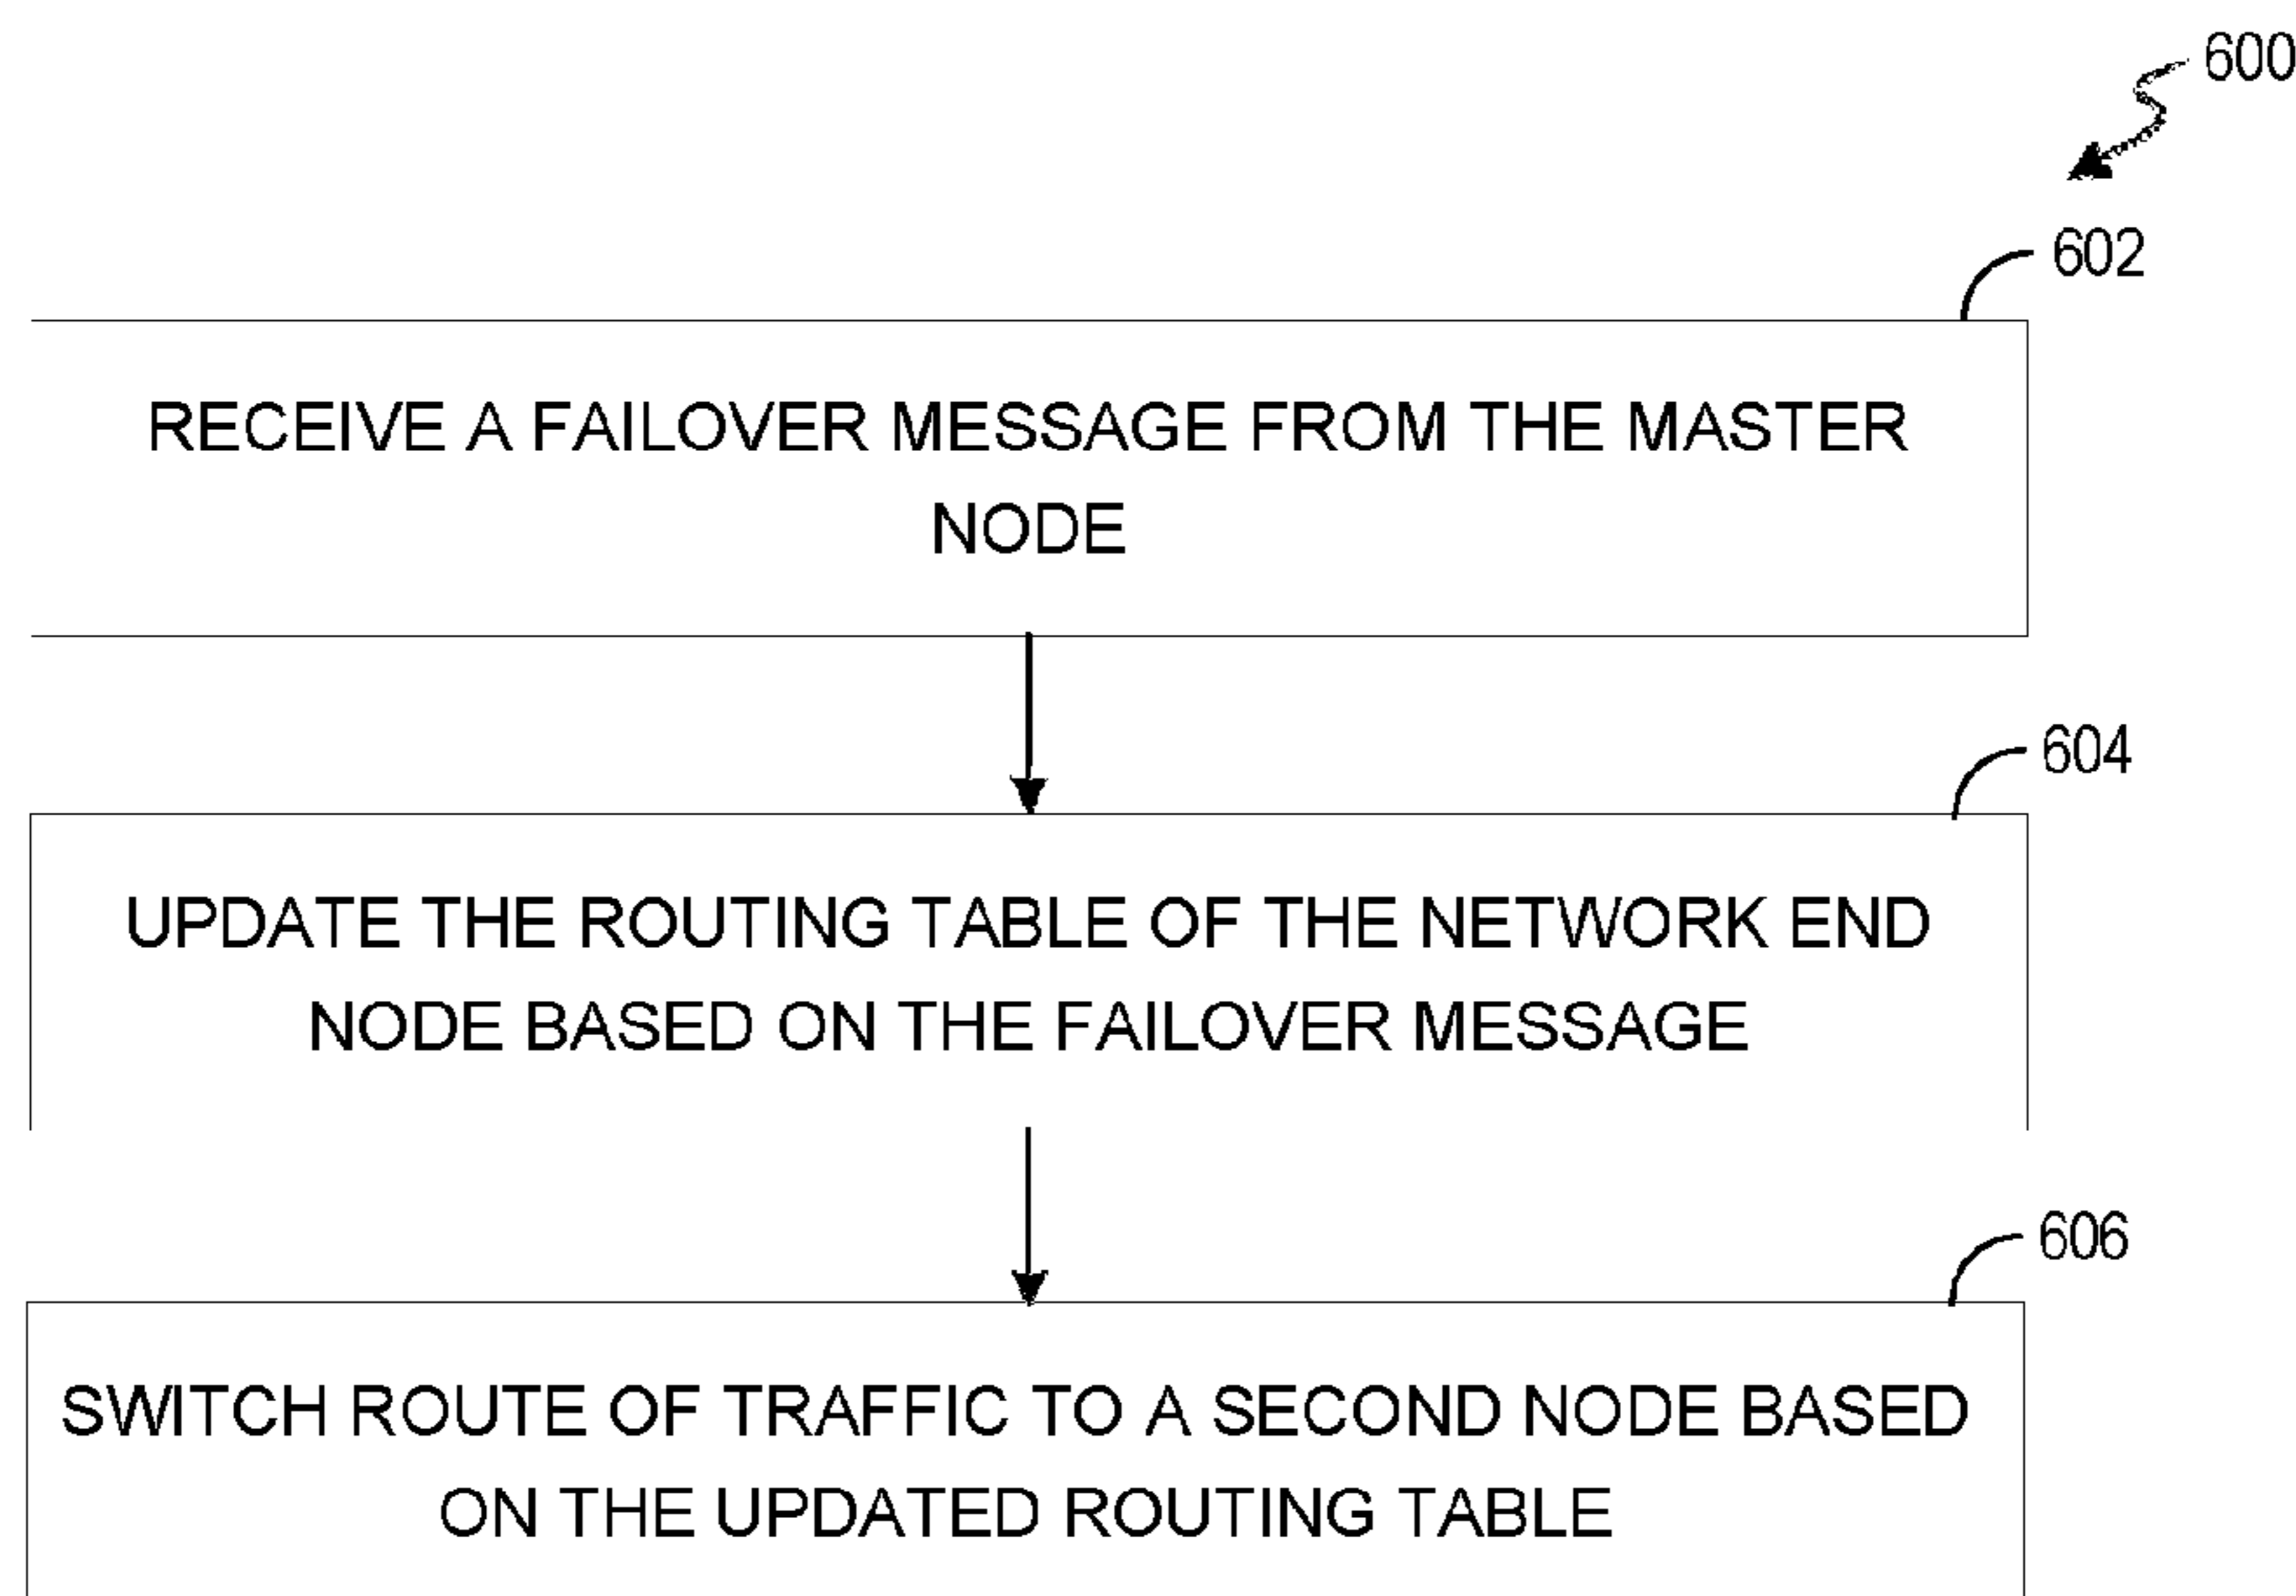 600
602
RECEIVE A FAILOVER MESSAGE FROM THE MASTER
NODE
604
UPDATE THE ROUTING TABLE OF THE NETWORK END
NODE BASED ON THE FAILOVER MESSAGE
606
SWITCH ROUTE OF TRAFFIC TO A SECOND NODE BASED
ON THE UPDATED ROUTING TABLE